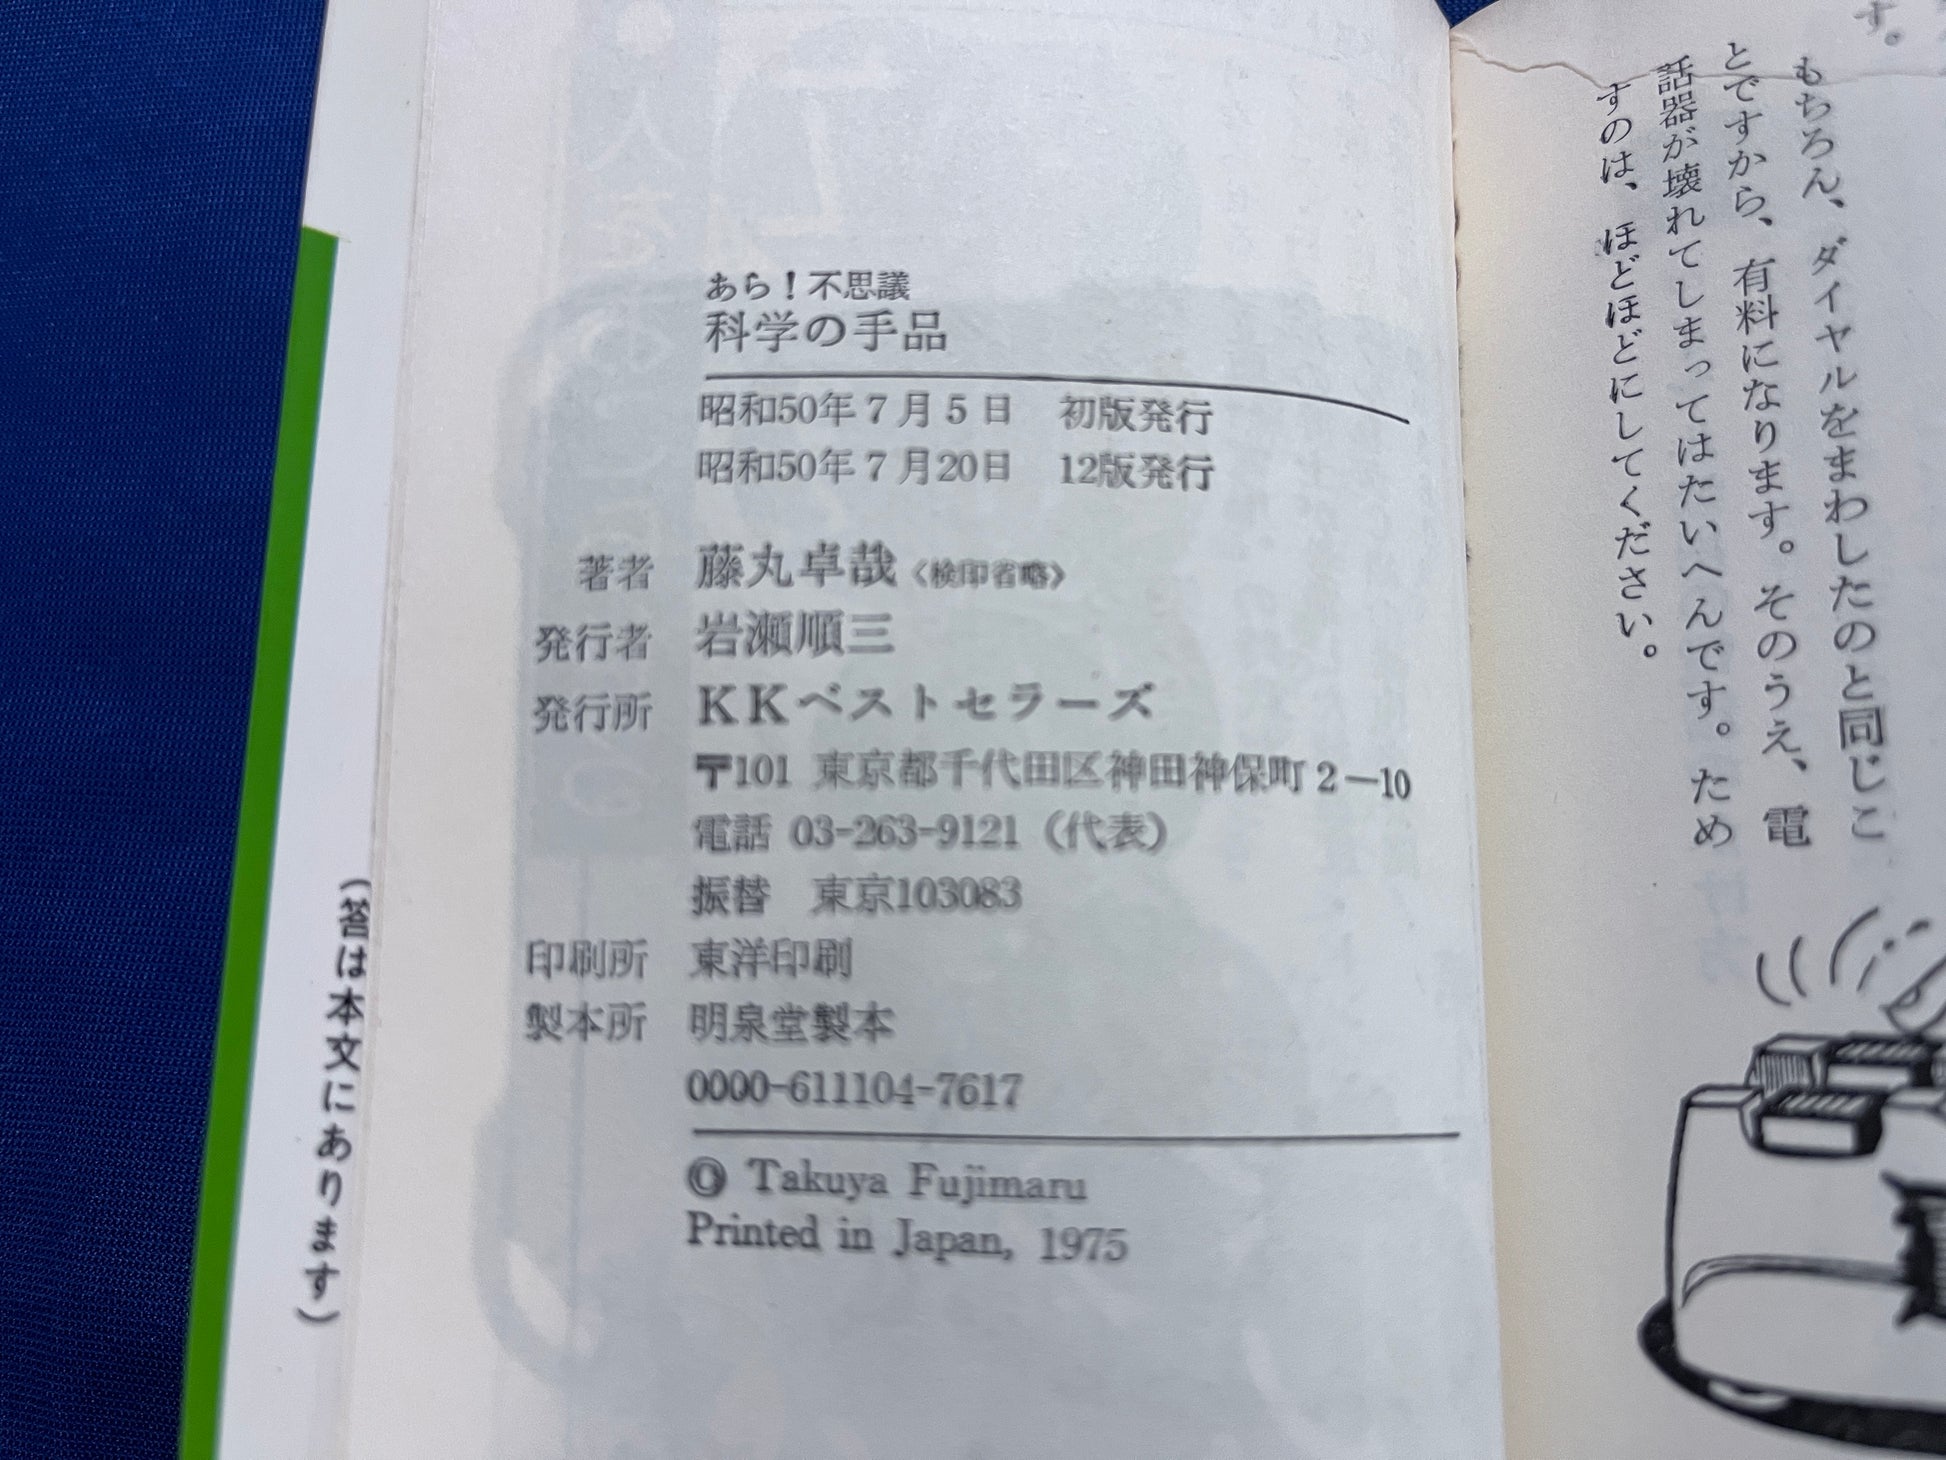 あら！不思議
科学の手品
昭和50年７月５日　初版発行
昭和50年７月20日　12版発行
著者　藤丸卓哉〈検印省略〉
発行者　岩瀬順三
発行所　ＫＫベストセラーズ
〒101 東京都千代田区神田神保町２－10
電話 03-263-9121（代表）
振替　東京103083
印刷所　東洋印刷
製本所　明泉堂製本
0000-611104-7617
© Takuya Fujimaru
Printed in Japan, 1975
（答は本文にあります）
す。
もちろん、ダイヤルをまわしたのと同じこ
とですから、有料になります。そのうえ、電
話器が壊れてしまってはたいへんです。ため
すのは、ほどほどにしてください。